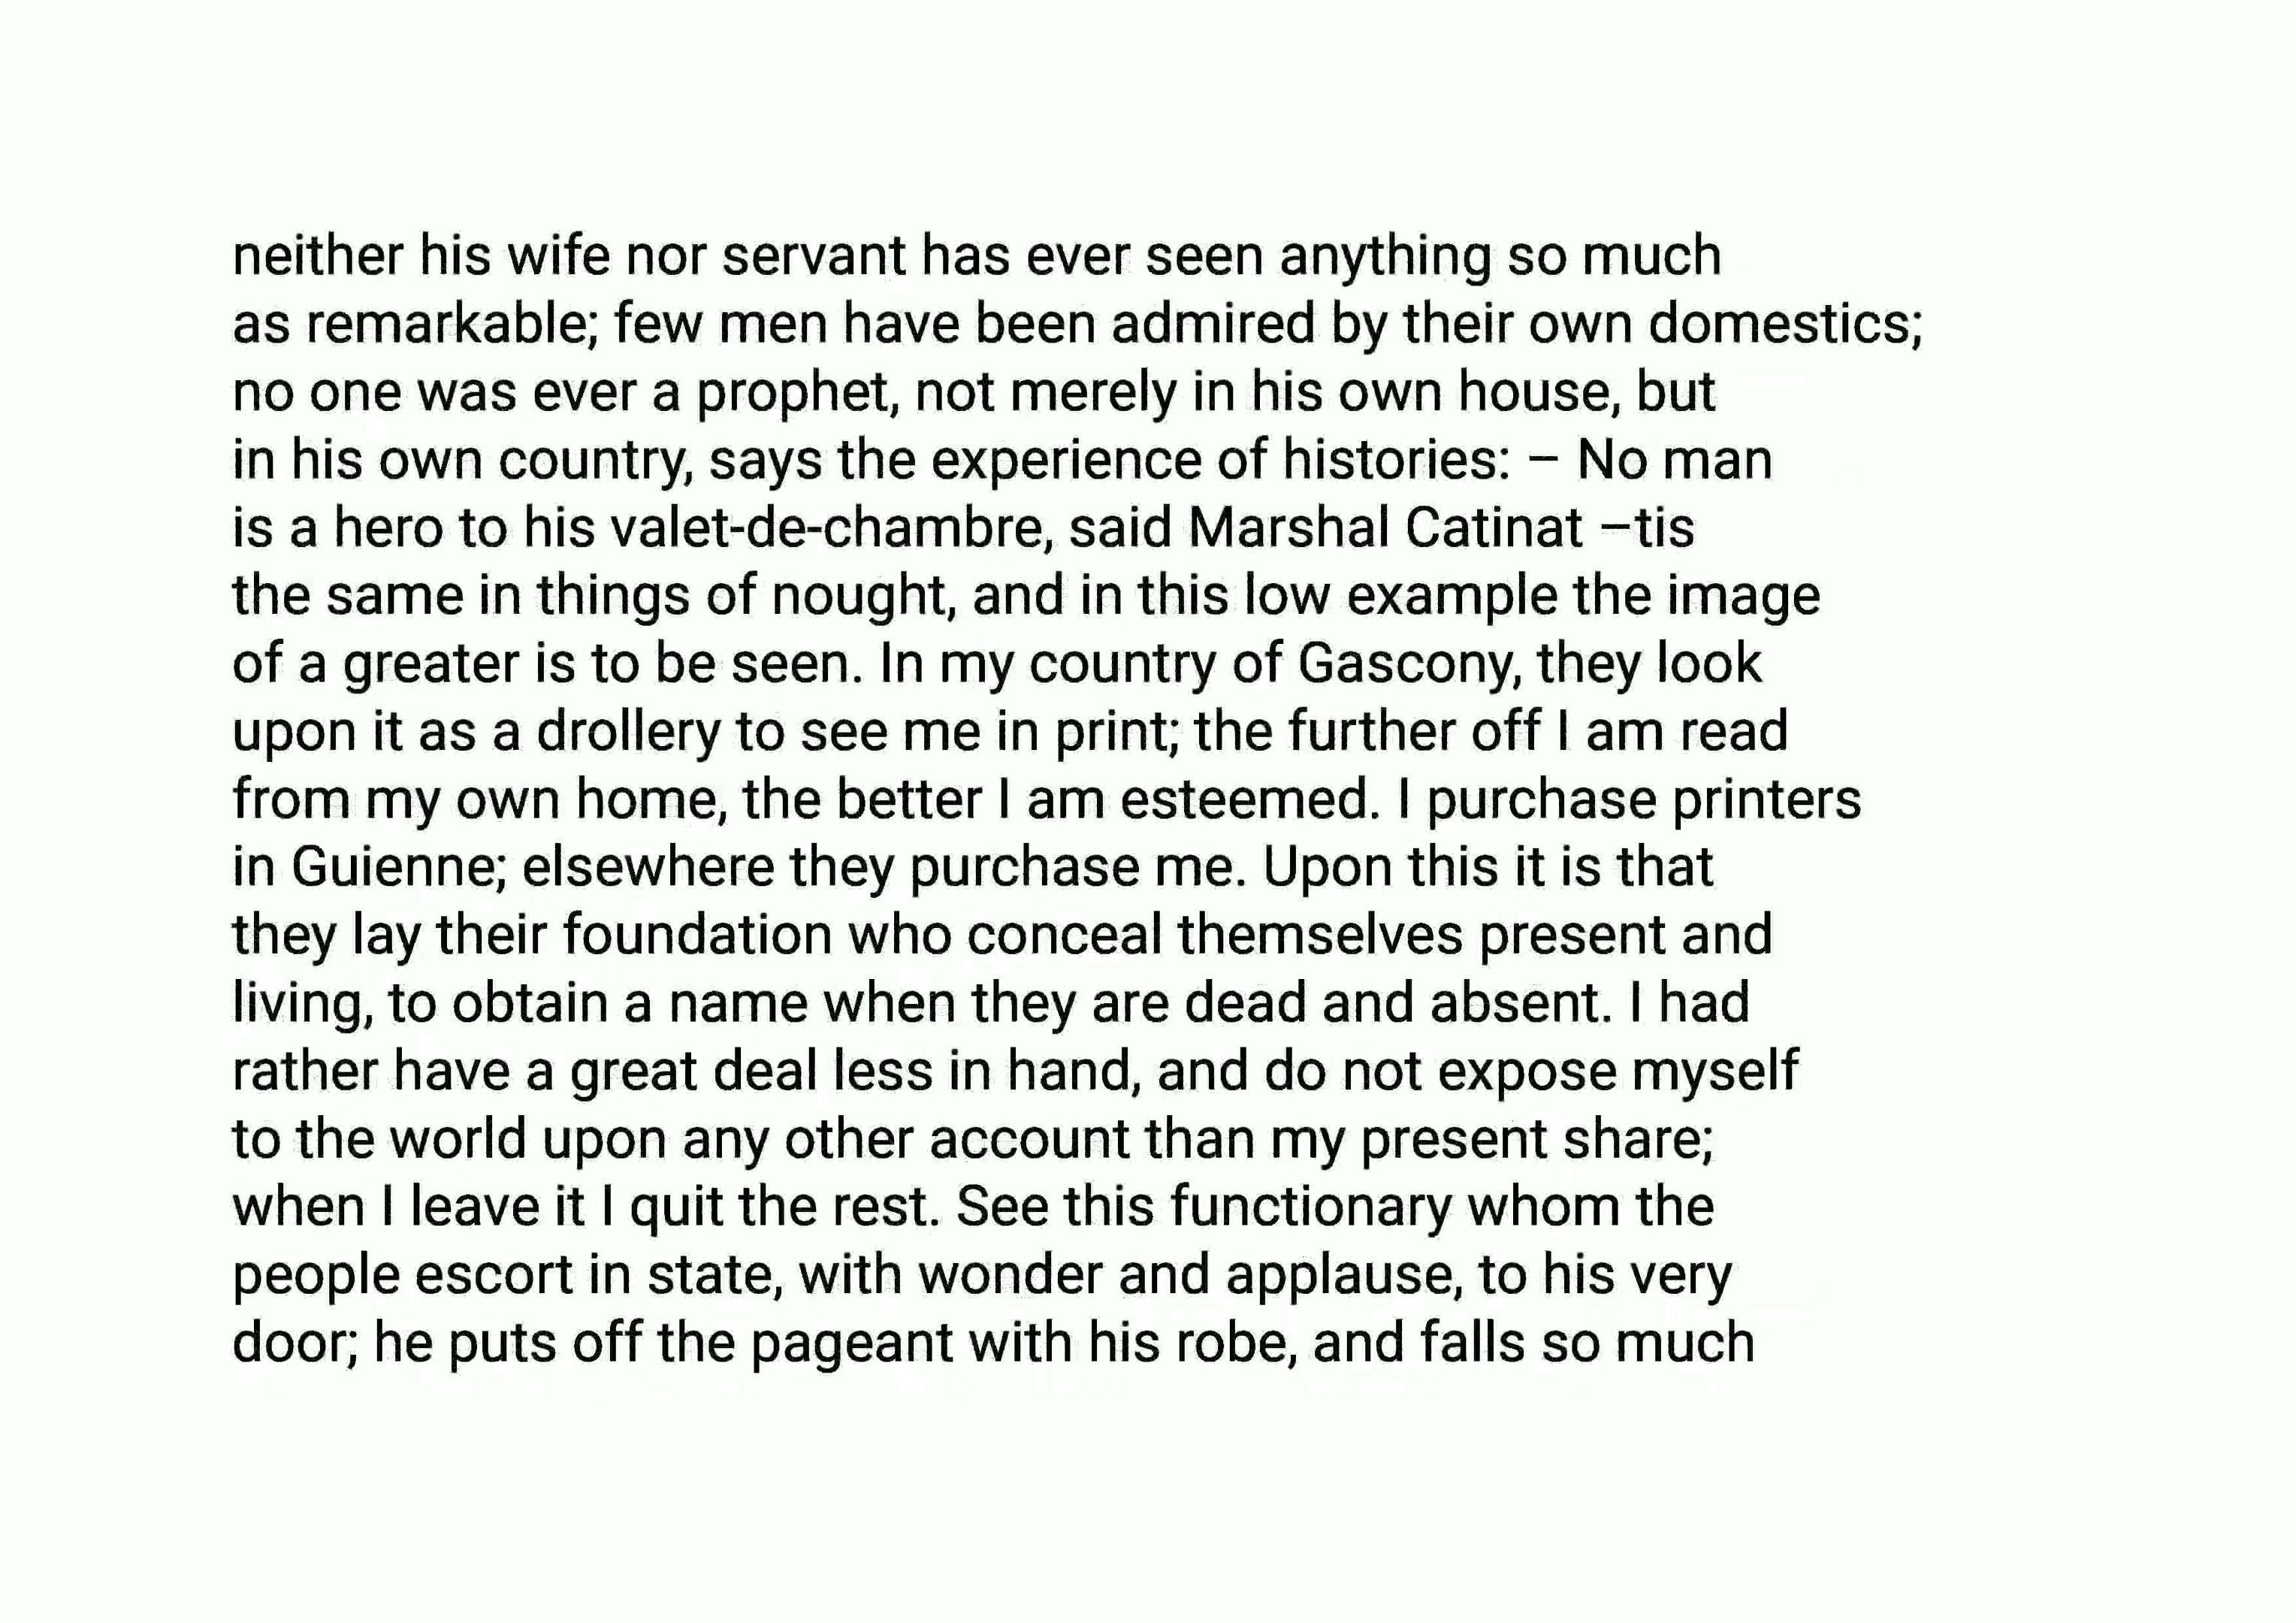 neither his wife nor servant has ever seen anything so much
as remarkable; few men have been admired by their own domestics;
no one was ever a prophet, not merely in his own house, but
in his own country, says the experience of histories: – No man
is a hero to his valet-de-chambre, said Marshal Catinat –tis
the same in things of nought, and in this low example the image
of a greater is to be seen. In my country of Gascony, they look
upon it as a drollery to see me in print; the further off I am read
from my own home, the better I am esteemed. I purchase printers
in Guienne; elsewhere they purchase me. Upon this it is that
they lay their foundation who conceal themselves present and
living, to obtain a name when they are dead and absent. I had
rather have a great deal less in hand, and do not expose myself
to the world upon any other account than my present share;
when I leave it I quit the rest. See this functionary whom the
people escort in state, with wonder and applause, to his very
door; he puts off the pageant with his robe, and falls so much